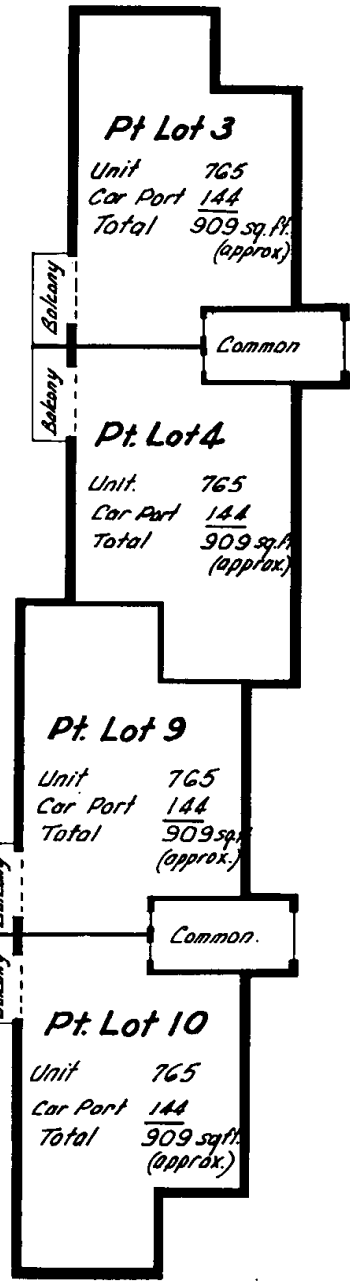 Pt Lot 3
Unit 765
Car Port 144
Total 909 sq.ft.
(approx)
Balcony
Common
Balcony
Pt. Lot 4
Unit. 765
Car Port 144
Total 909 sq.ft
(approx.)
Pt. Lot 9
Unit 765
Car Port 144
Total 909 sq.ft
(approx.)
Balcony
Common.
Balcony
Pt. Lot 10
Unit 765
Car Port 144
Total 909 sq.ft.
(approx.)